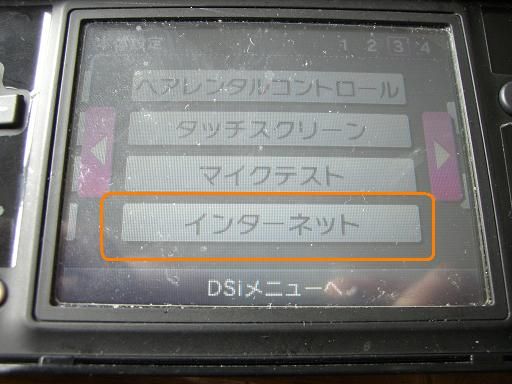 本体設定 1 2 3 4
ペアレンタルコントロール
タッチスクリーン
マイクテスト
インターネット
DSiメニューへ